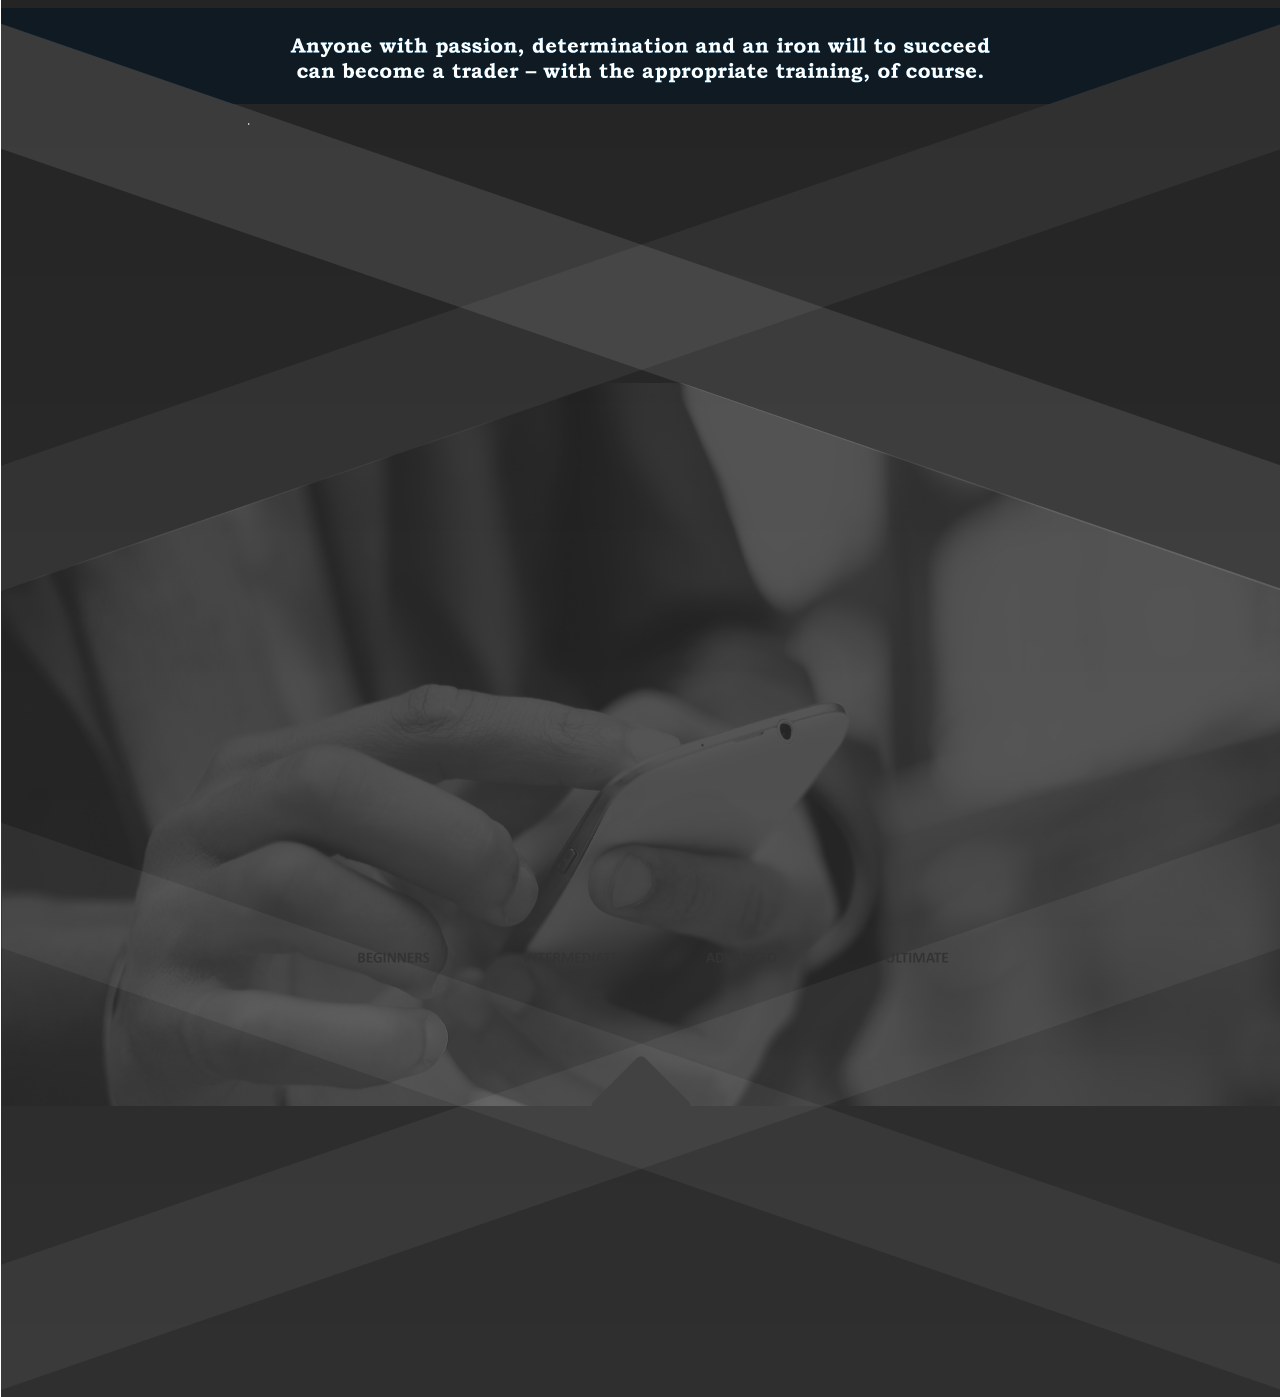 Anyone with passion, determination and an iron will to succeed
can become a trader – with the appropriate training, of course.
BEGINNERS
ULTIMATE